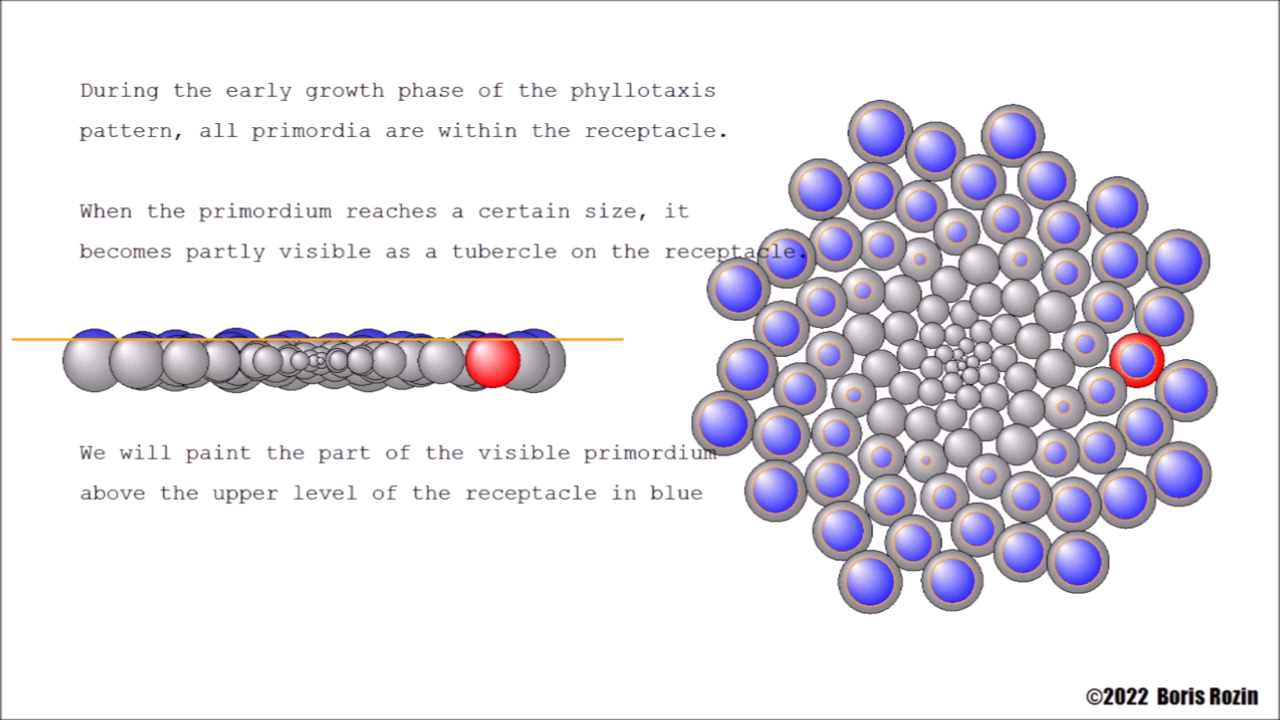 During the early growth phase of the phyllotaxis
pattern, all primordia are within the receptacle.
When the primordium reaches a certain size, it
becomes partly visible as a tubercle on the receptacle.
We will paint the part of the visible primordium
above the upper level of the receptacle in blue
©2022 Boris Rozin